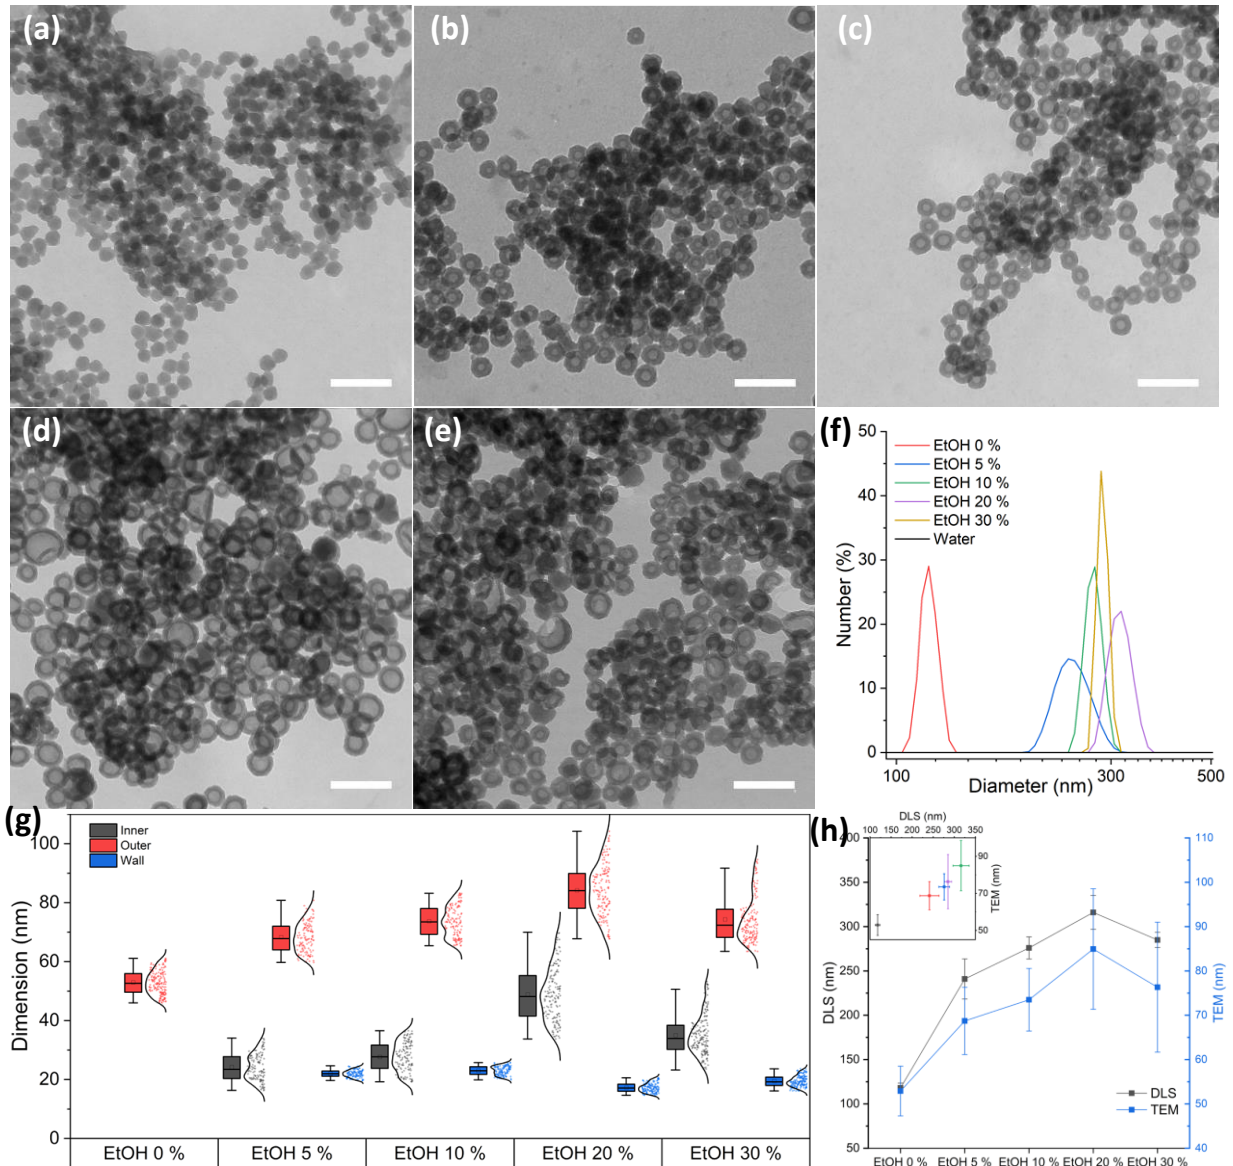 (a)
(b)
(c)
(d)
(e)
(f)
50
40
30
20
10
0
Number (%)
EtOH 0 %
EtOH 5 %
EtOH 10 %
EtOH 20 %
EtOH 30 %
Water
100
300
500
Diameter (nm)
(g)
Inner
Outer
Wall
100
80
60
40
20
0
Dimension (nm)
EtOH 0 %
EtOH 5 %
EtOH 10 %
EtOH 20 %
EtOH 30 %
(h)
DLS (nm)
100 150 200 250 300 350
90
70
50
TEM (nm)
400
350
300
250
200
150
100
50
DLS (nm)
110
100
90
80
70
60
50
40
TEM (nm)
DLS
TEM
EtOH 0 %
EtOH 5 %
EtOH 10 %
EtOH 20 %
EtOH 30 %